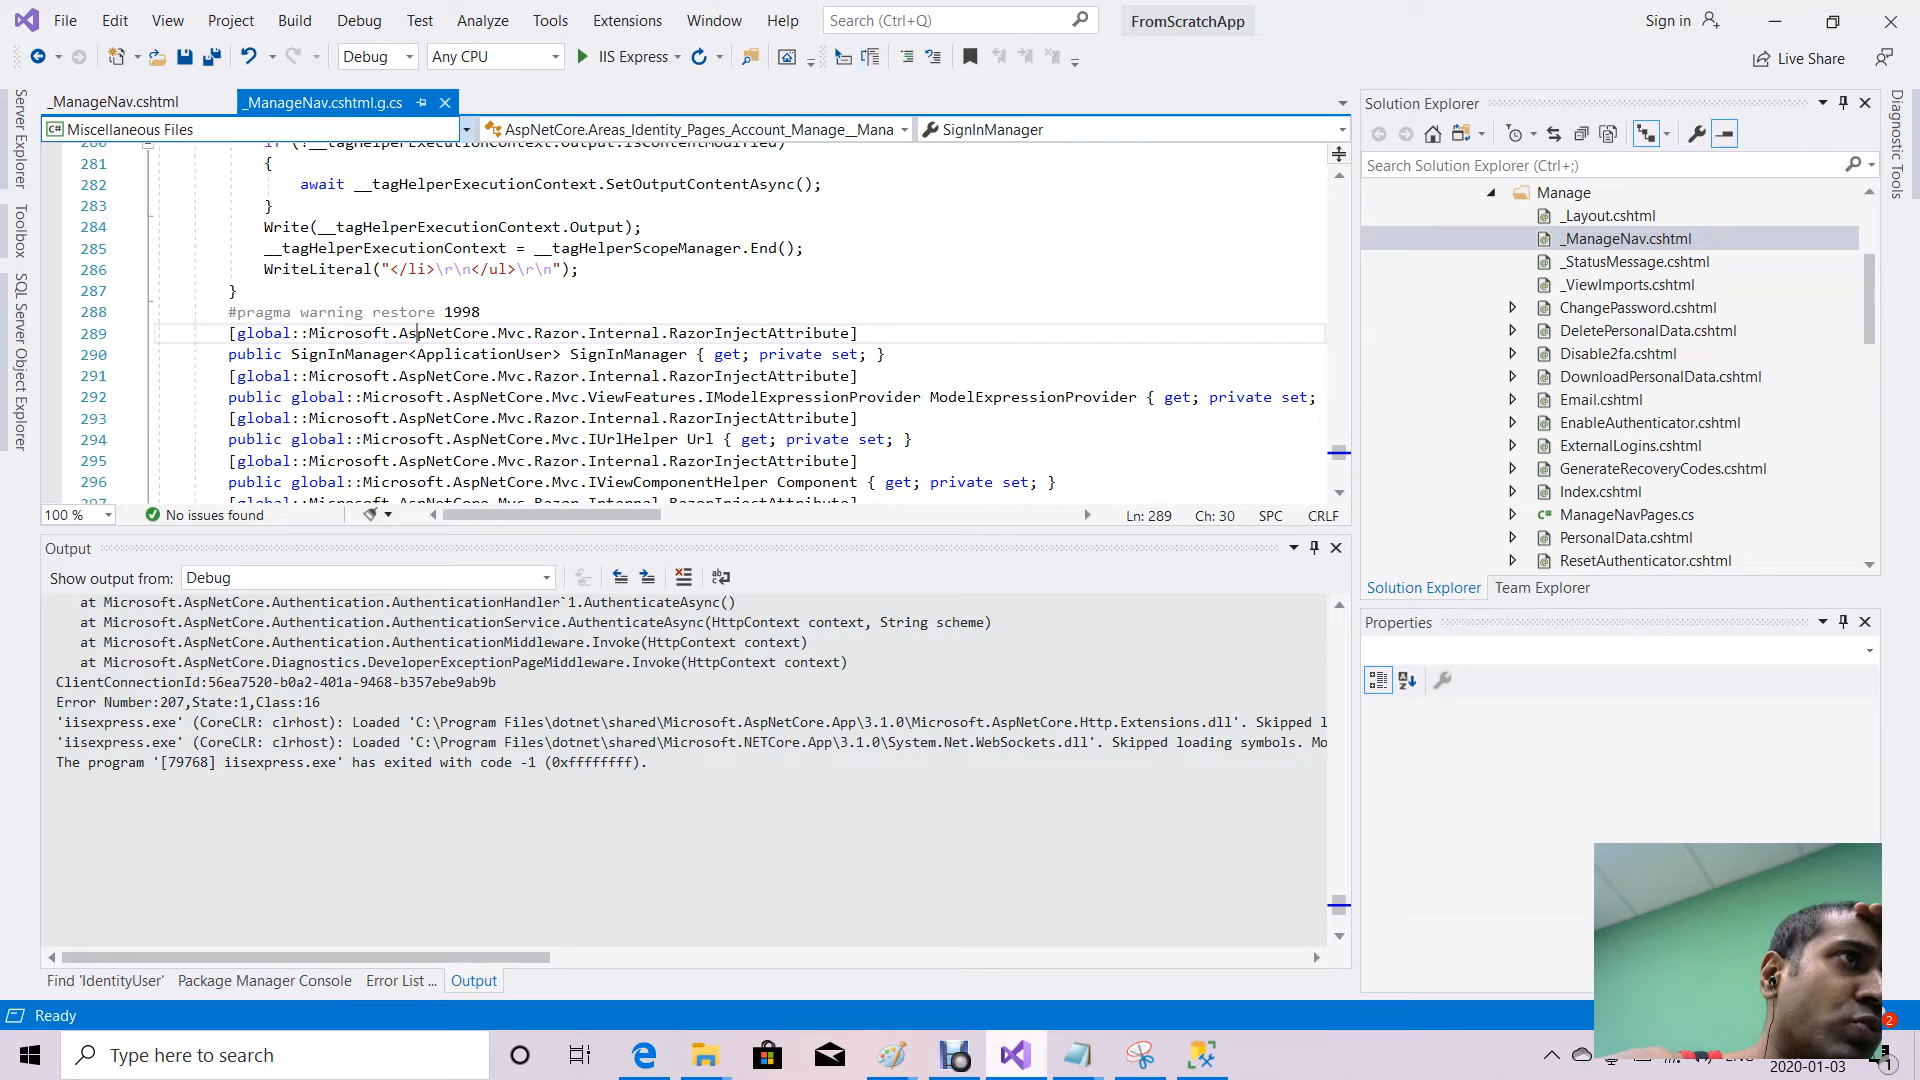 File Edit View Project Build Debug Test Analyze Tools Extensions Window Help Search (Ctrl+Q) FromScratchApp Sign in
Debug Any CPU IIS Express Live Share
_ManageNav.cshtml _ManageNav.cshtml.g.cs
C# Miscellaneous Files AspNetCore.Areas_Identity_Pages_Account_Manage__Mana SignInManager
280 if (!__tagHelperExecutionContext.Output.IsContentModified)
281 {
282 await __tagHelperExecutionContext.SetOutputContentAsync();
283 }
284 Write(__tagHelperExecutionContext.Output);
285 __tagHelperExecutionContext = __tagHelperScopeManager.End();
286 WriteLiteral("</li>\r\n</ul>\r\n");
287 }
288 #pragma warning restore 1998
289 [global::Microsoft.AspNetCore.Mvc.Razor.Internal.RazorInjectAttribute]
290 public SignInManager<ApplicationUser> SignInManager { get; private set; }
291 [global::Microsoft.AspNetCore.Mvc.Razor.Internal.RazorInjectAttribute]
292 public global::Microsoft.AspNetCore.Mvc.ViewFeatures.IModelExpressionProvider ModelExpressionProvider { get; private set;
293 [global::Microsoft.AspNetCore.Mvc.Razor.Internal.RazorInjectAttribute]
294 public global::Microsoft.AspNetCore.Mvc.IUrlHelper Url { get; private set; }
295 [global::Microsoft.AspNetCore.Mvc.Razor.Internal.RazorInjectAttribute]
296 public global::Microsoft.AspNetCore.Mvc.IViewComponentHelper Component { get; private set; }
297 [global::Microsoft.AspNetCore.Mvc.Razor.Internal.RazorInjectAttribute]
100 % No issues found Ln: 289 Ch: 30 SPC CRLF
Output
Show output from: Debug
at Microsoft.AspNetCore.Authentication.AuthenticationHandler`1.AuthenticateAsync()
at Microsoft.AspNetCore.Authentication.AuthenticationService.AuthenticateAsync(HttpContext context, String scheme)
at Microsoft.AspNetCore.Authentication.AuthenticationMiddleware.Invoke(HttpContext context)
at Microsoft.AspNetCore.Diagnostics.DeveloperExceptionPageMiddleware.Invoke(HttpContext context)
ClientConnectionId:56ea7520-b0a2-401a-9468-b357ebe9ab9b
Error Number:207,State:1,Class:16
'iisexpress.exe' (CoreCLR: clrhost): Loaded 'C:\Program Files\dotnet\shared\Microsoft.AspNetCore.App\3.1.0\Microsoft.AspNetCore.Http.Extensions.dll'. Skipped l
'iisexpress.exe' (CoreCLR: clrhost): Loaded 'C:\Program Files\dotnet\shared\Microsoft.NETCore.App\3.1.0\System.Net.WebSockets.dll'. Skipped loading symbols. Mo
The program '[79768] iisexpress.exe' has exited with code -1 (0xffffffff).
Find 'IdentityUser' Package Manager Console Error List ... Output
Ready
Server Explorer
Toolbox
SQL Server Object Explorer
Solution Explorer
Search Solution Explorer (Ctrl+;)
Manage
_Layout.cshtml
_ManageNav.cshtml
_StatusMessage.cshtml
_ViewImports.cshtml
ChangePassword.cshtml
DeletePersonalData.cshtml
Disable2fa.cshtml
DownloadPersonalData.cshtml
Email.cshtml
EnableAuthenticator.cshtml
ExternalLogins.cshtml
GenerateRecoveryCodes.cshtml
Index.cshtml
C# ManageNavPages.cs
PersonalData.cshtml
ResetAuthenticator.cshtml
Solution Explorer Team Explorer
Properties
Diagnostic Tools
2
Type here to search
2020-01-03
1